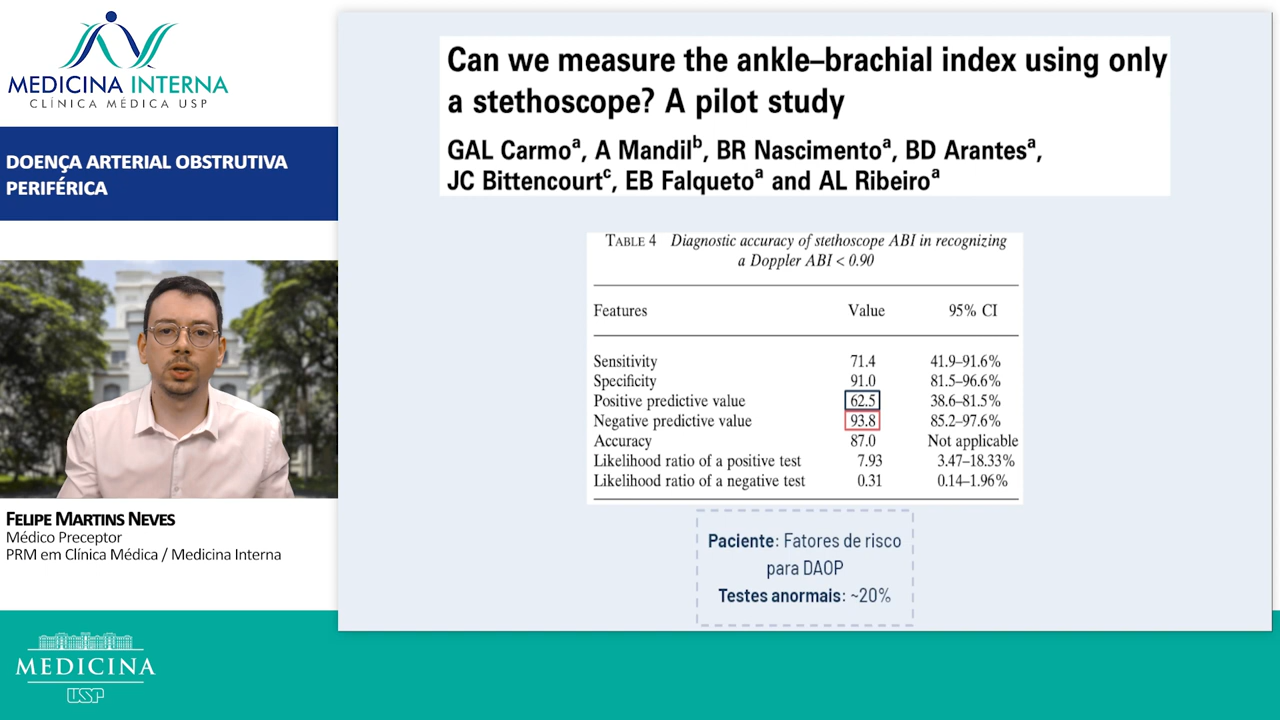 MEDICINA INTERNA
CLÍNICA MÉDICA USP
DOENÇA ARTERIAL OBSTRUTIVA
PERIFÉRICA
FELIPE MARTINS NEVES
Médico Preceptor
PRM em Clínica Médica / Medicina Interna
MEDICINA
USP
Can we measure the ankle–brachial index using only
a stethoscope? A pilot study
GAL Carmoᵃ, A Mandilᵇ, BR Nascimentoᵃ, BD Arantesᵃ,
JC Bittencourtᶜ, EB Falquetoᵃ and AL Ribeiroᵃ
TABLE 4 Diagnostic accuracy of stethoscope ABI in recognizing
a Doppler ABI < 0.90
Features Value 95% CI
Sensitivity 71.4 41.9–91.6%
Specificity 91.0 81.5–96.6%
Positive predictive value 62.5 38.6–81.5%
Negative predictive value 93.8 85.2–97.6%
Accuracy 87.0 Not applicable
Likelihood ratio of a positive test 7.93 3.47–18.33%
Likelihood ratio of a negative test 0.31 0.14–1.96%
Paciente: Fatores de risco
para DAOP
Testes anormais: ~20%